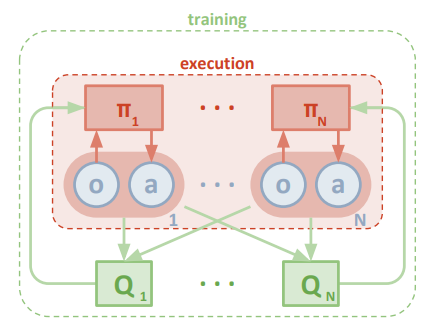 training
execution
π1 ... πN
o a ... o a
1 N
Q1 ... QN